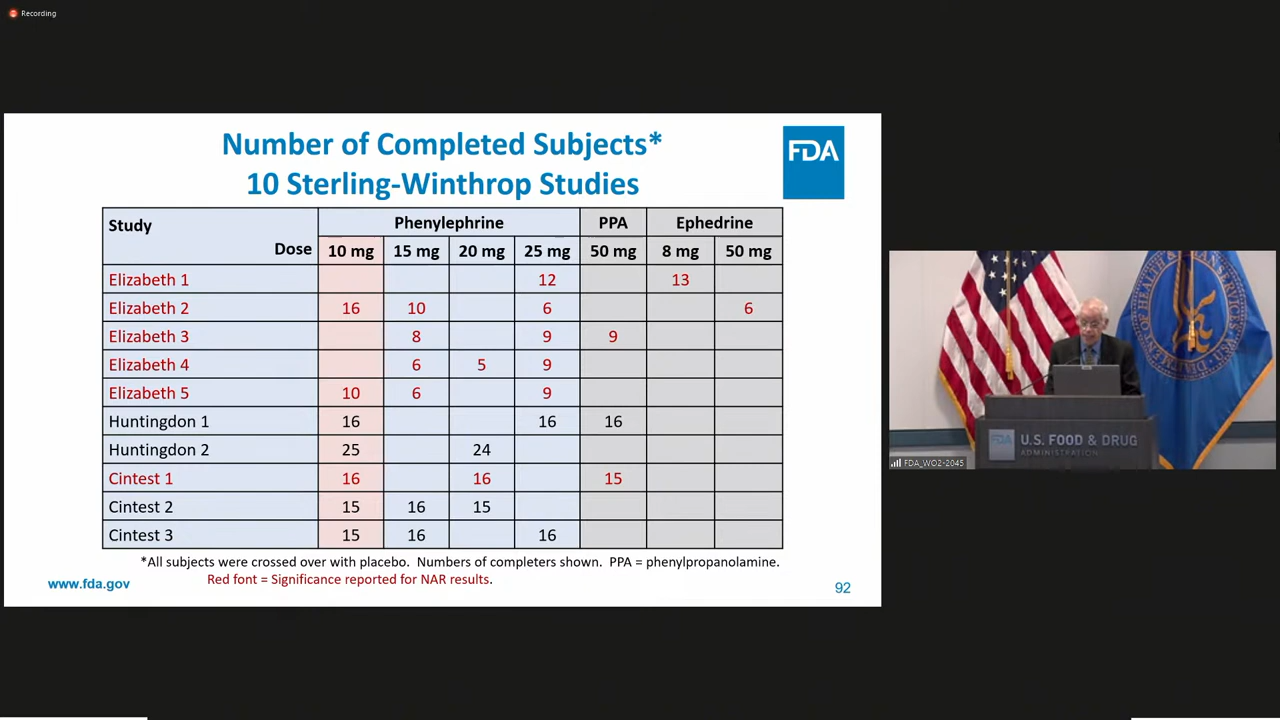 Recording
Number of Completed Subjects*
10 Sterling-Winthrop Studies
FDA
Study Phenylephrine PPA Ephedrine
Dose 10 mg 15 mg 20 mg 25 mg 50 mg 8 mg 50 mg
Elizabeth 1 12 13
Elizabeth 2 16 10 6 6
Elizabeth 3 8 9 9
Elizabeth 4 6 5 9
Elizabeth 5 10 6 9
Huntingdon 1 16 16 16
Huntingdon 2 25 24
Cintest 1 16 16 15
Cintest 2 15 16 15
Cintest 3 15 16 16
*All subjects were crossed over with placebo. Numbers of completers shown. PPA = phenylpropanolamine.
Red font = Significance reported for NAR results.
www.fda.gov
92
FDA U.S. FOOD & DRUG
ADMINISTRATION
FDA_WO2-2045